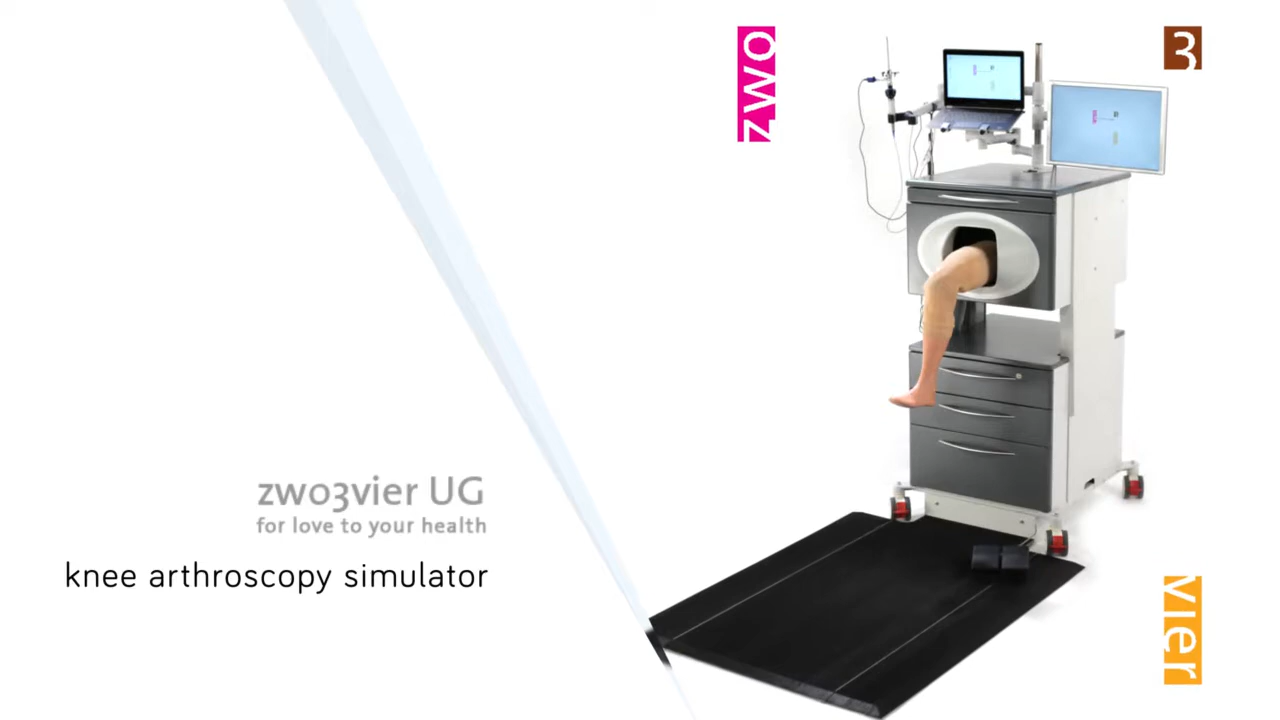 zwo
3
zwo3vier UG
for love to your health
knee arthroscopy simulator
vier